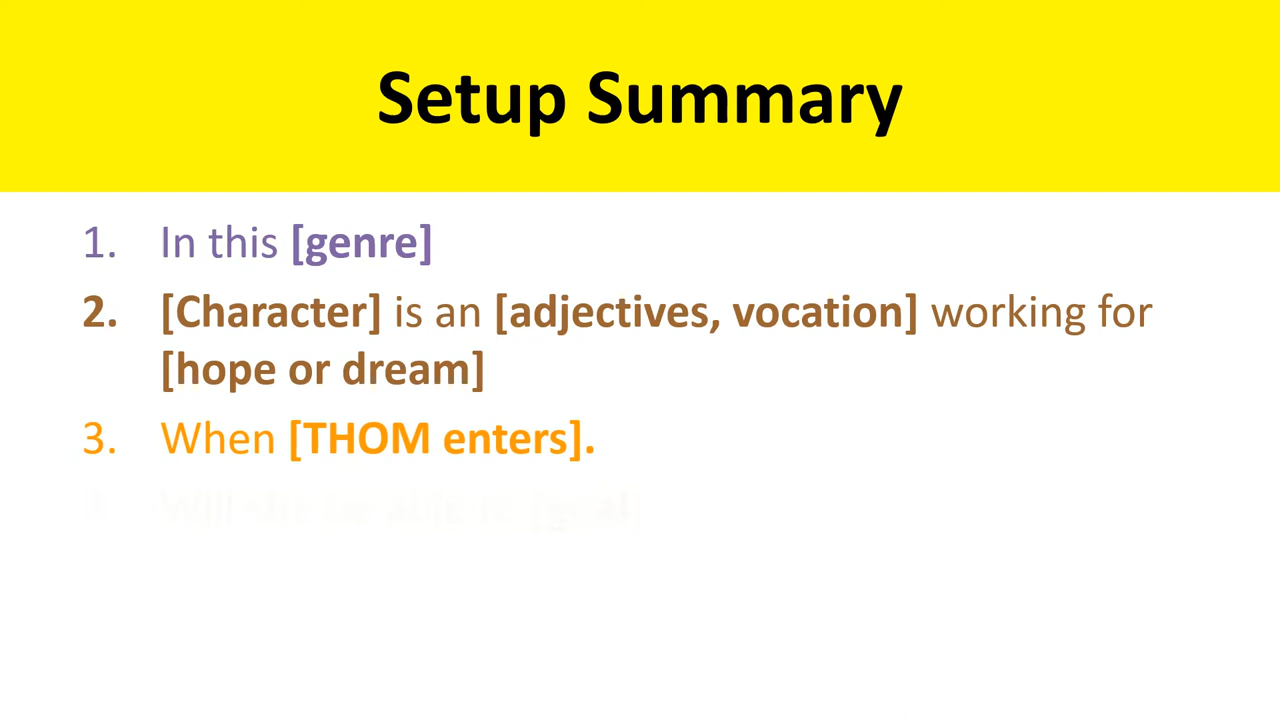 Setup Summary
1. In this [genre]
2. [Character] is an [adjectives, vocation] working for
[hope or dream]
3. When [THOM enters].